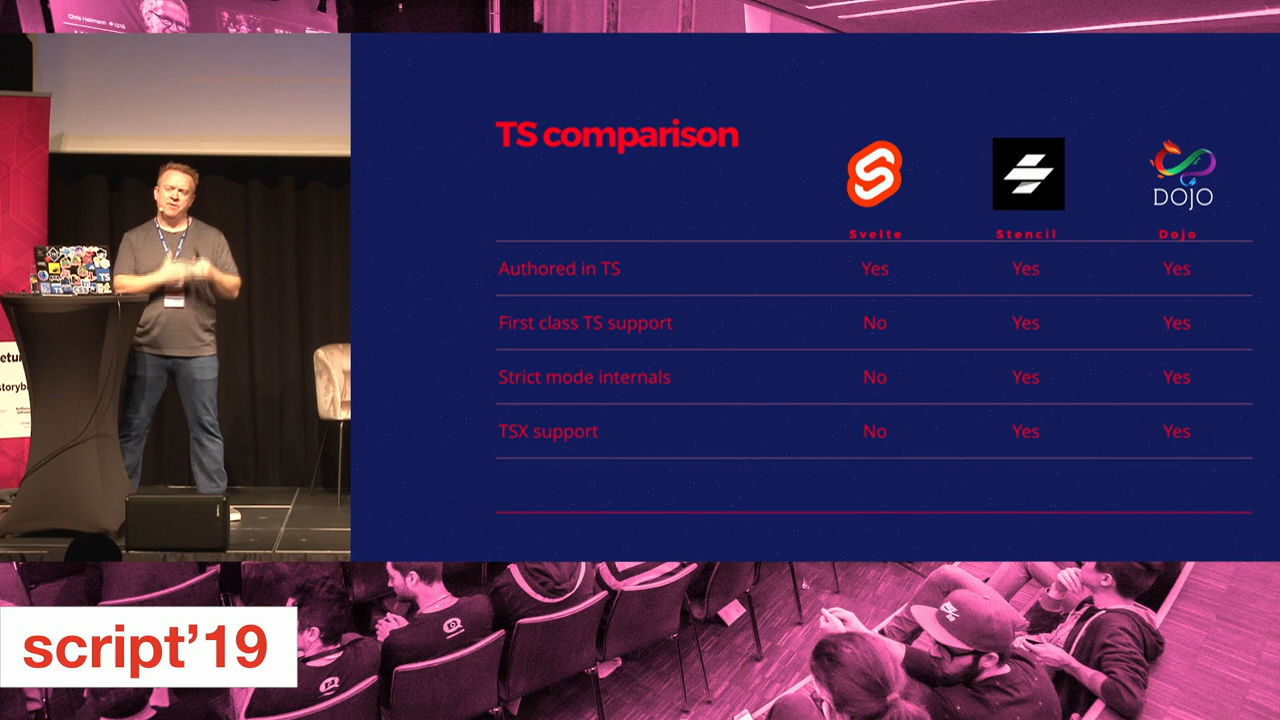 TS comparison
DOJO
Svelte Stencil Dojo
Authored in TS Yes Yes Yes
First class TS support No Yes Yes
Strict mode internals No Yes Yes
TSX support No Yes Yes
script'19